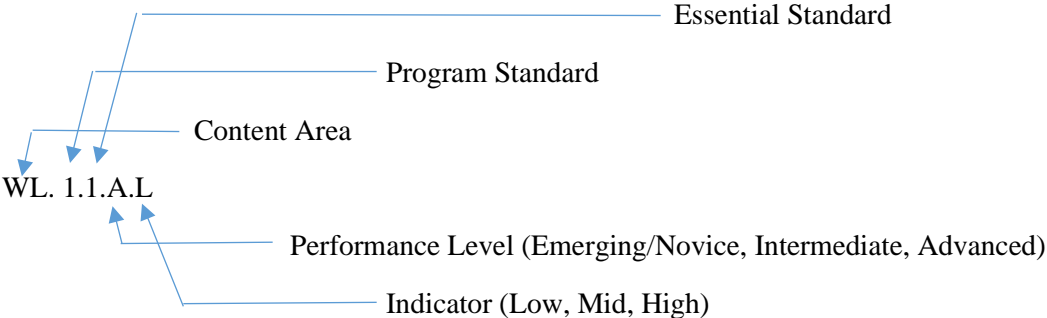 Essential Standard
Program Standard
Content Area
WL. 1.1.A.L
Performance Level (Emerging/Novice, Intermediate, Advanced)
Indicator (Low, Mid, High)